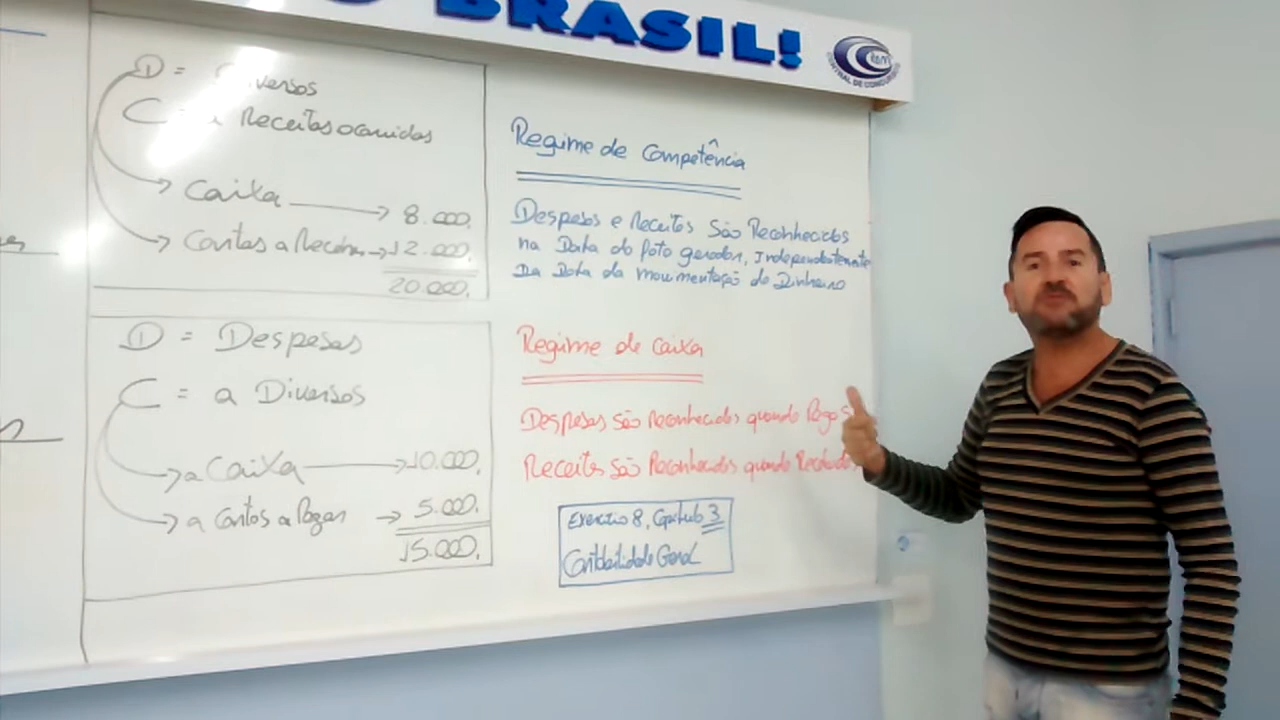 BRASIL!
CENTRAL DE CONCURSOS
D = Diversos
C = a Receitas ocorridas
Caixa → 8.000,
Contas a Receber → 12.000,
20.000,
D = Despesas
C = a Diversos
a Caixa → 10.000,
a Contas a Pagar → 5.000,
15.000,
Regime de Competência
Despesas e Receitas São Reconhecidas
na Data do fato gerador, Independentemente
Da Data da movimentação do Dinheiro
Regime de Caixa
Despesas são Reconhecidas quando Pagas
Receitas são Reconhecidas quando Recebidas
Exercício 8, Capítulo 3
Contabilidade Geral